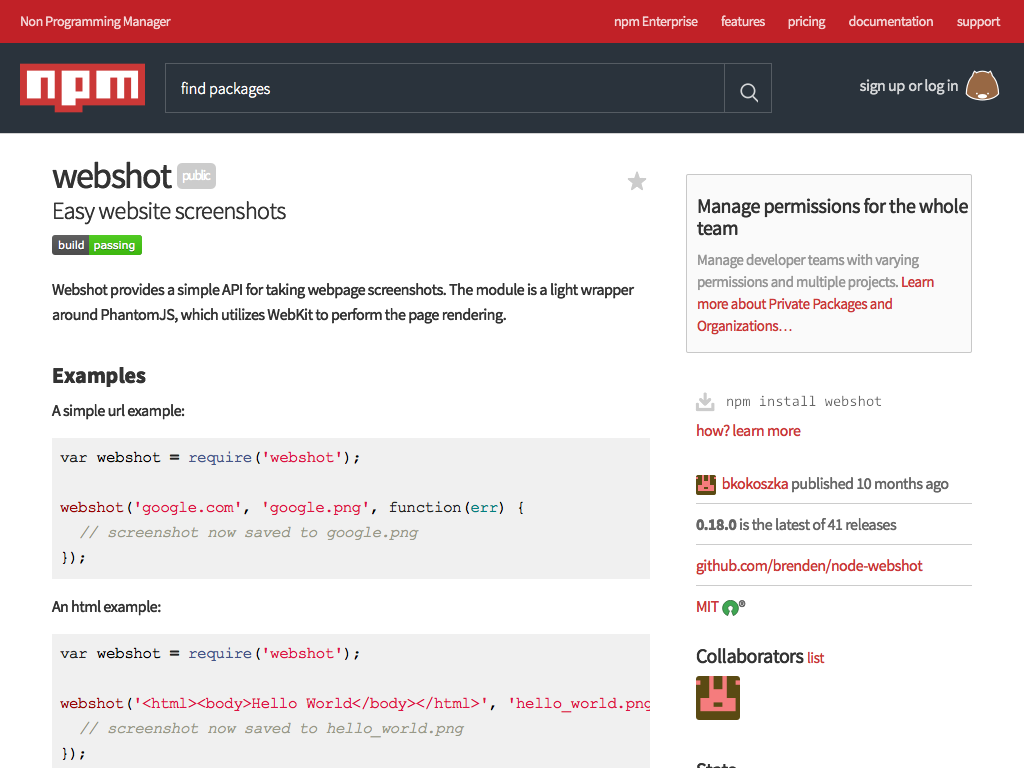 Non Programming Manager
npm Enterprise features pricing documentation support
npm
find packages
sign up or log in
webshot public
Easy website screenshots
build passing
Webshot provides a simple API for taking webpage screenshots. The module is a light wrapper
around PhantomJS, which utilizes WebKit to perform the page rendering.
Examples
A simple url example:
var webshot = require('webshot');
webshot('google.com', 'google.png', function(err) {
// screenshot now saved to google.png
});
An html example:
var webshot = require('webshot');
webshot('<html><body>Hello World</body></html>', 'hello_world.png
// screenshot now saved to hello_world.png
});
Manage permissions for the whole
team
Manage developer teams with varying
permissions and multiple projects. Learn
more about Private Packages and
Organizations…
npm install webshot
how? learn more
bkokoszka published 10 months ago
0.18.0 is the latest of 41 releases
github.com/brenden/node-webshot
MIT ®
Collaborators list